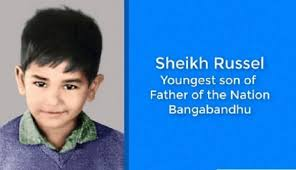 Sheikh Russel
Youngest son of
Father of the Nation
Bangabandhu